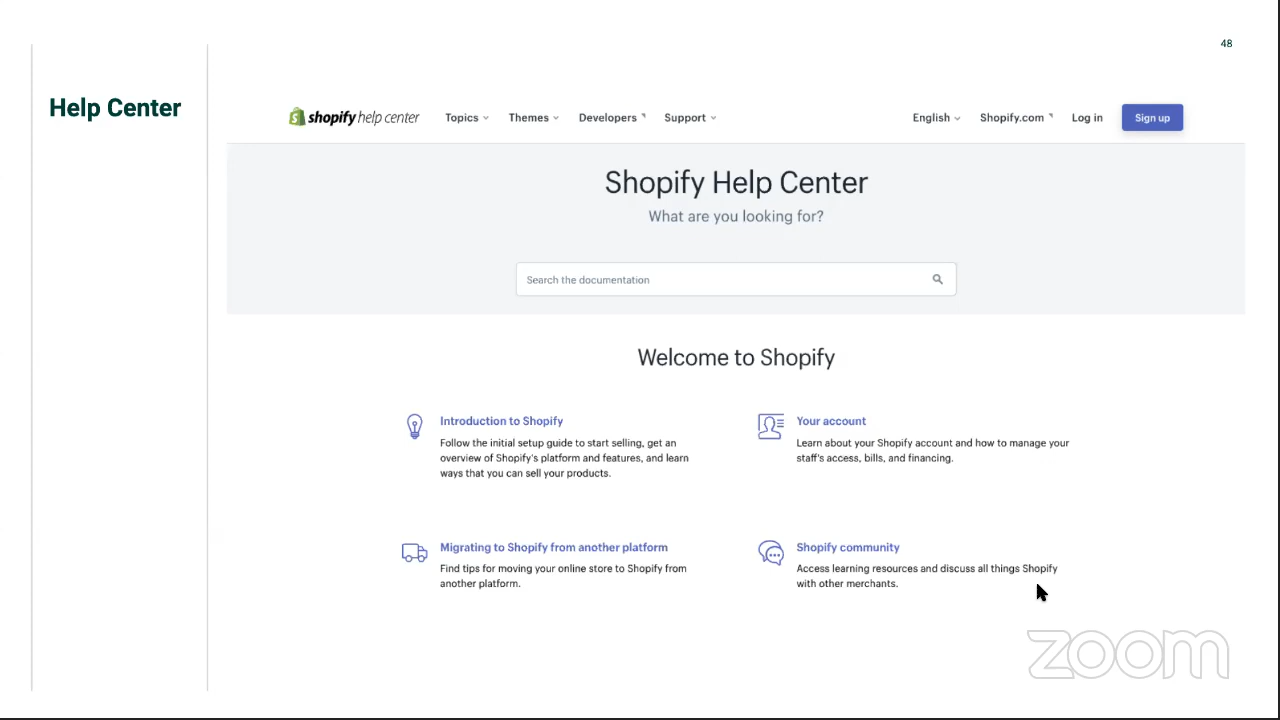 48
Help Center
shopify help center Topics Themes Developers Support English Shopify.com Log in Sign up
Shopify Help Center
What are you looking for?
Search the documentation
Welcome to Shopify
Introduction to Shopify
Follow the initial setup guide to start selling, get an
overview of Shopify's platform and features, and learn
ways that you can sell your products.
Your account
Learn about your Shopify account and how to manage your
staff's access, bills, and financing.
Migrating to Shopify from another platform
Find tips for moving your online store to Shopify from
another platform.
Shopify community
Access learning resources and discuss all things Shopify
with other merchants.
zoom